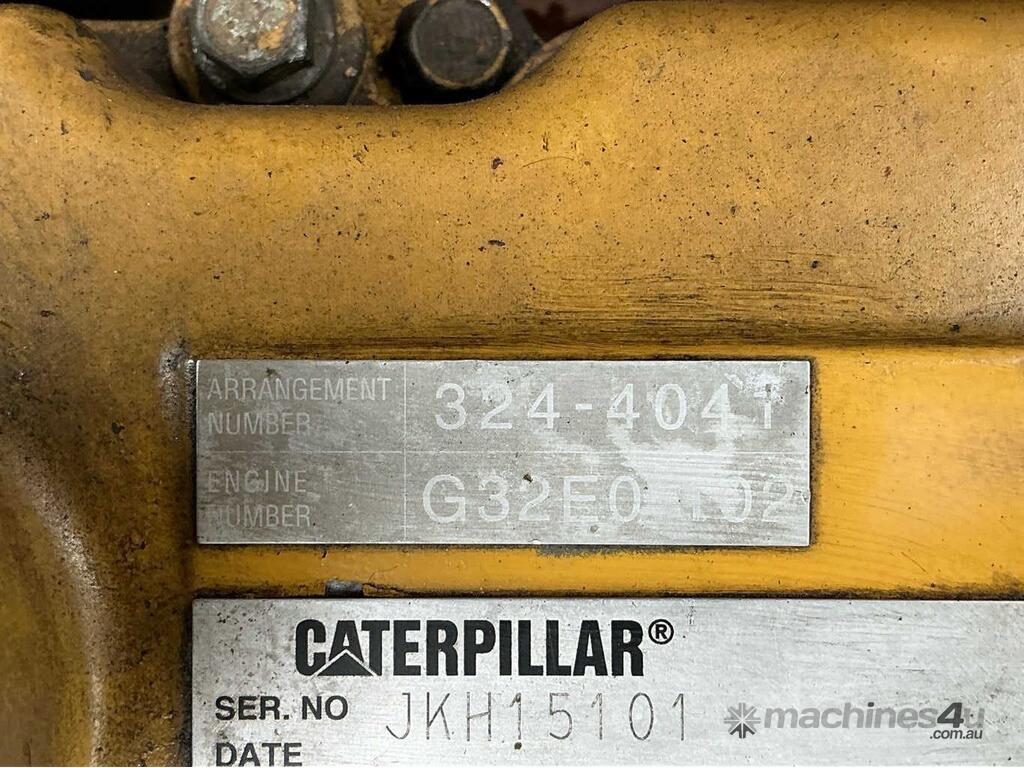 ARRANGEMENT NUMBER 324-4041
ENGINE NUMBER
CATERPILLAR®
SER. NO JKH15101
DATE
machines4u
.com.au